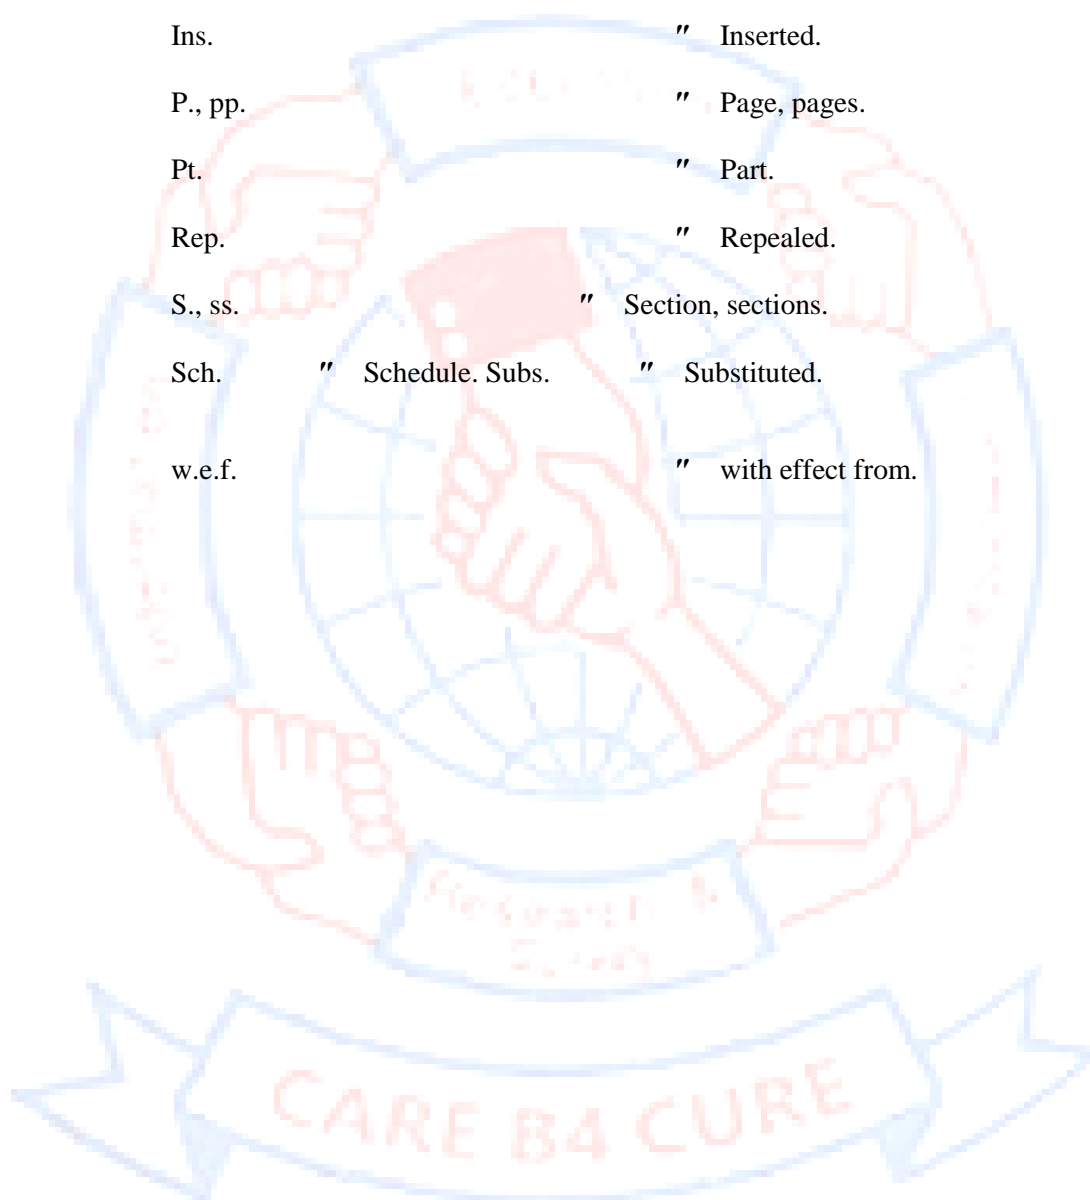 Ins. " Inserted.
P., pp. " Page, pages.
Pt. " Part.
Rep. " Repealed.
S., ss. " Section, sections.
Sch. " Schedule. Subs. " Substituted.
w.e.f. " with effect from.
Research &
CARE B4 CURE